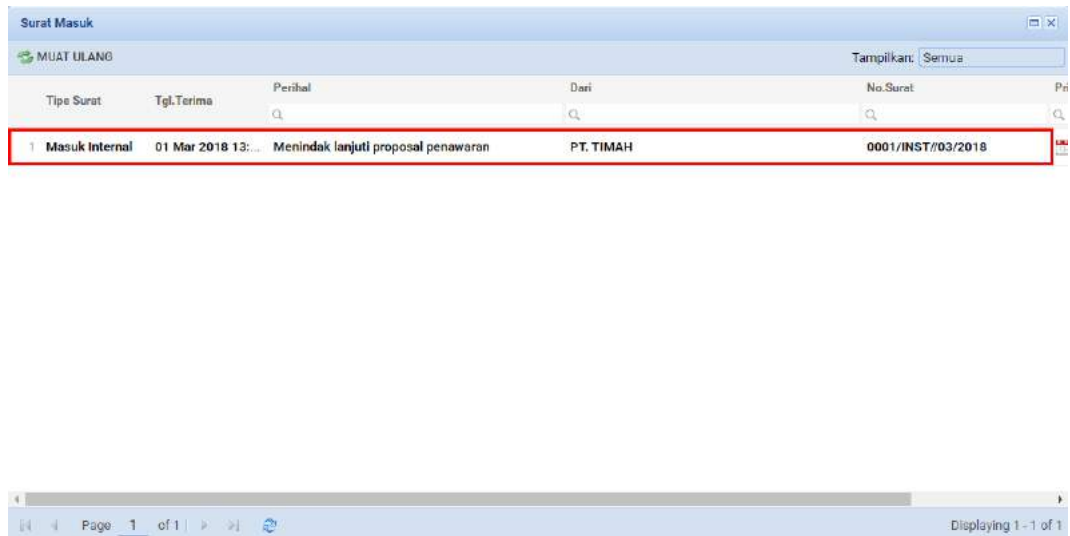 Surat Masuk
MUAT ULANG Tampilkan: Semua
Tipe Surat Tgl.Terima Perihal Dari No.Surat Pri
1 Masuk Internal 01 Mar 2018 13:... Menindak lanjuti proposal penawaran PT. TIMAH 0001/INST//03/2018
Page 1 of 1 Displaying 1 - 1 of 1